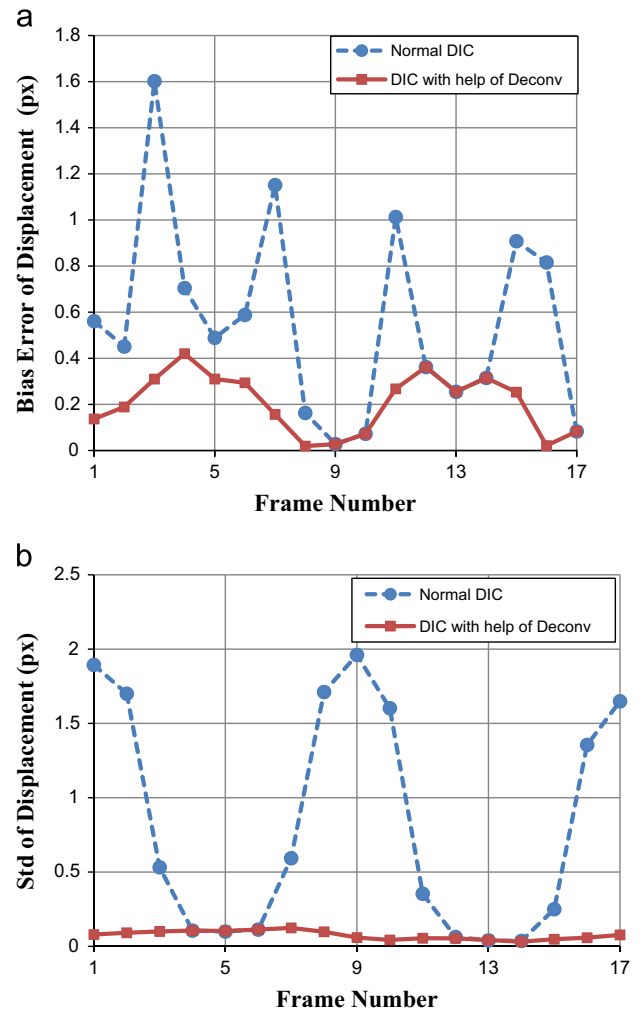 a
Bias Error of Displacement (px)
1.8
1.6
1.4
1.2
1
0.8
0.6
0.4
0.2
0
Normal DIC
DIC with help of Deconv
1 5 9 13 17
Frame Number
b
Std of Displacement (px)
2.5
2
1.5
1
0.5
0
Normal DIC
DIC with help of Deconv
1 5 9 13 17
Frame Number